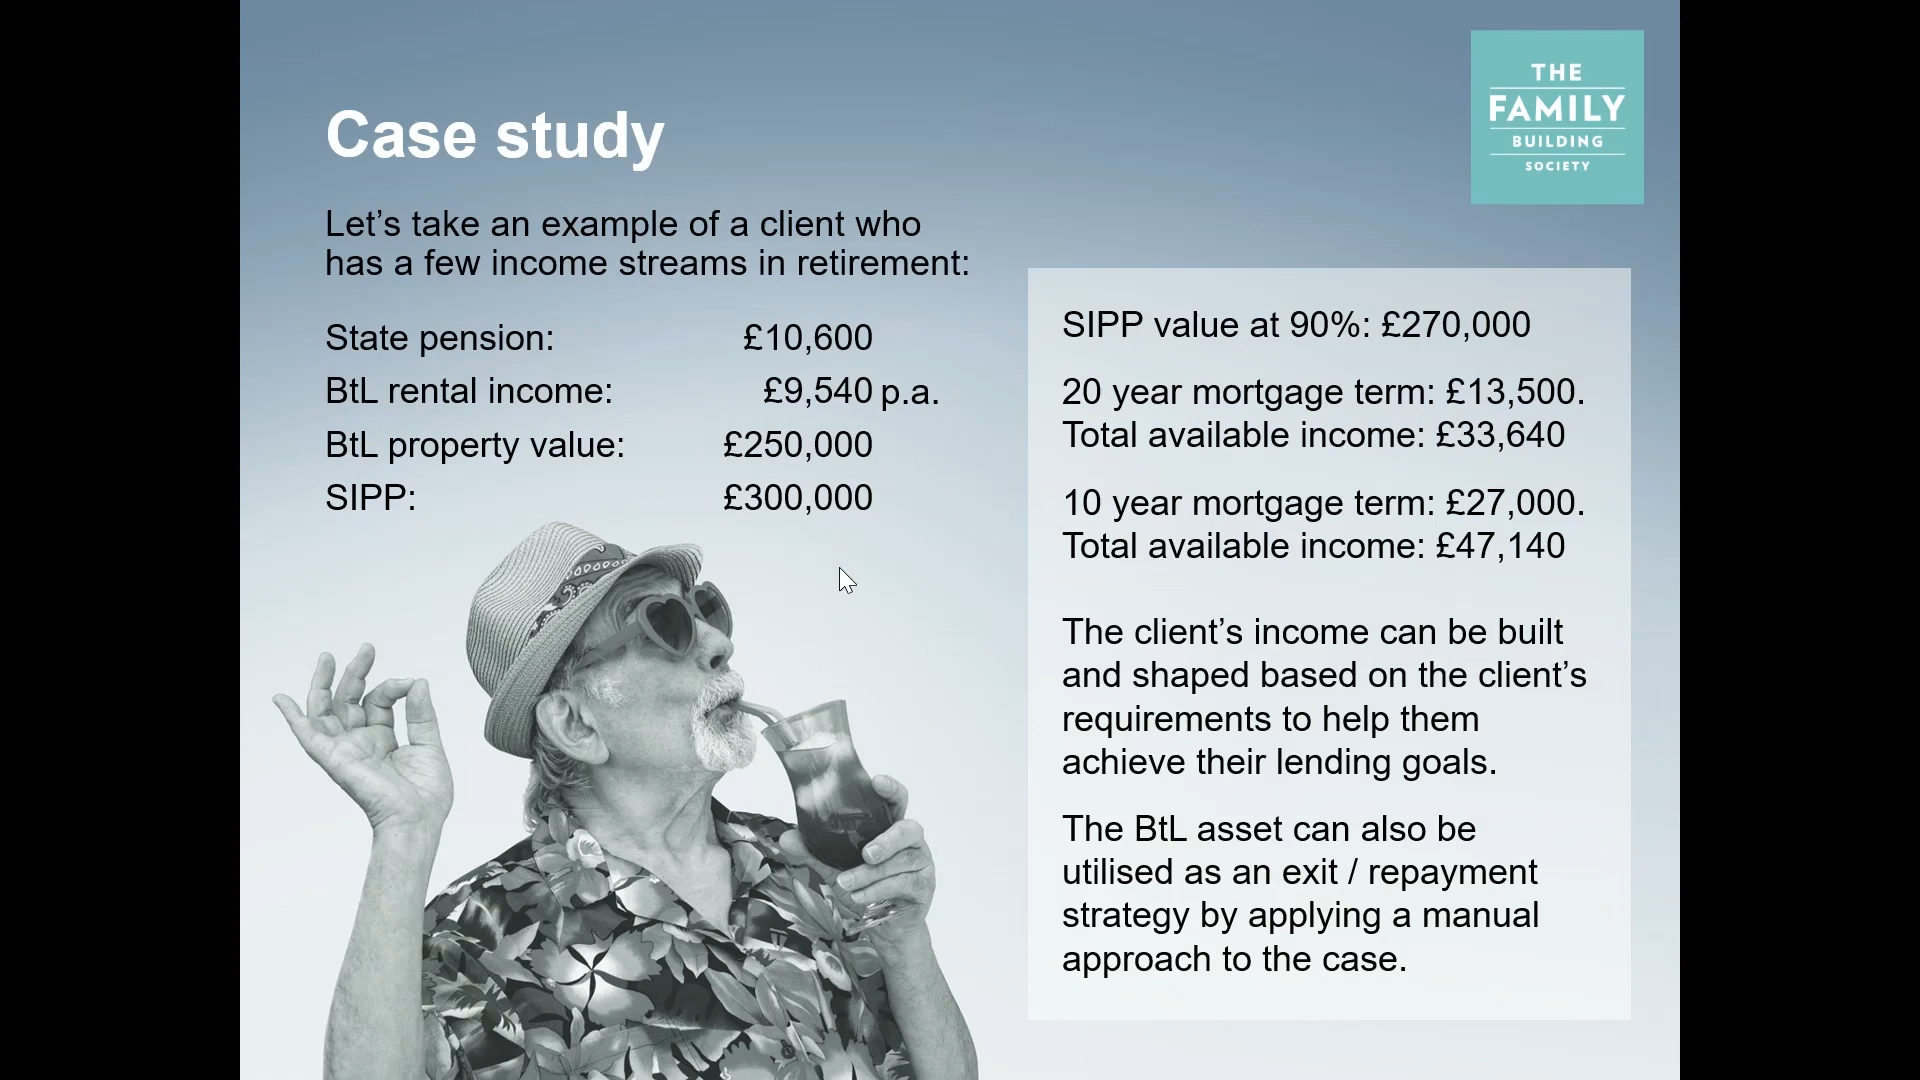 THE
FAMILY
BUILDING
SOCIETY
Case study
Let’s take an example of a client who
has a few income streams in retirement:
State pension: £10,600
BtL rental income: £9,540 p.a.
BtL property value: £250,000
SIPP: £300,000
SIPP value at 90%: £270,000
20 year mortgage term: £13,500.
Total available income: £33,640
10 year mortgage term: £27,000.
Total available income: £47,140
The client’s income can be built
and shaped based on the client’s
requirements to help them
achieve their lending goals.
The BtL asset can also be
utilised as an exit / repayment
strategy by applying a manual
approach to the case.